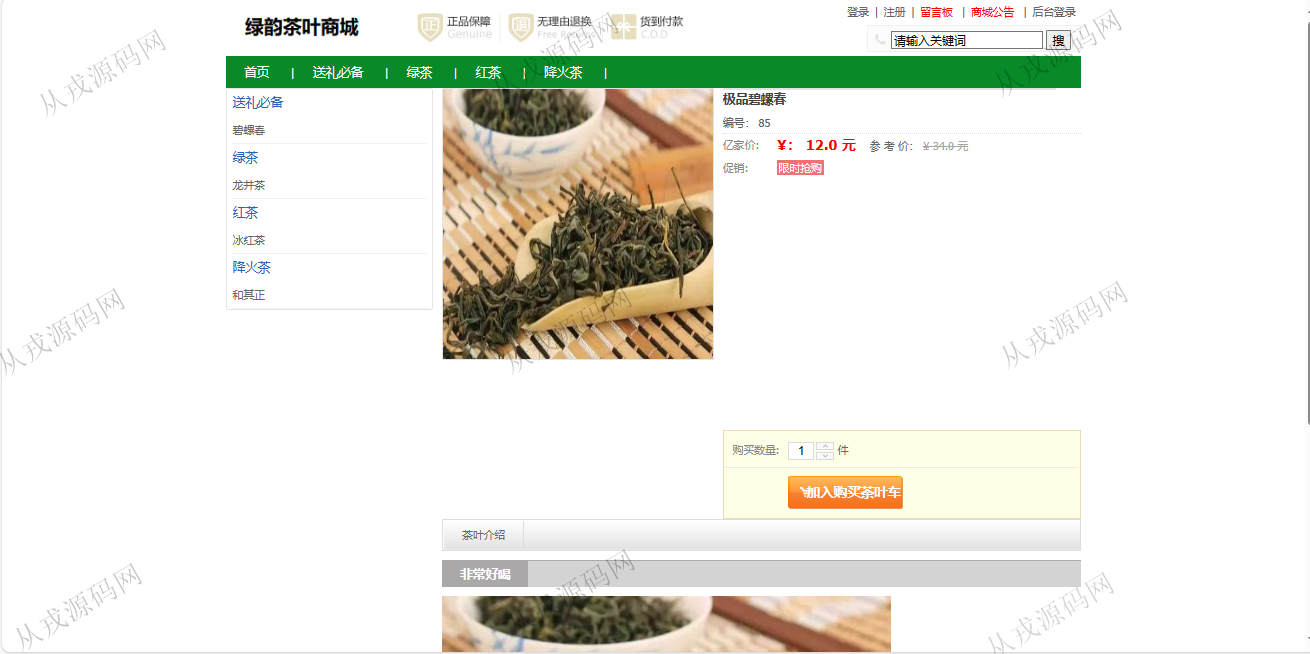 绿韵茶叶商城
正 正品保障 Genuine
退 无理由退换 Free Return
货到付款 C.O.D
登录 | 注册 | 留言板 | 商城公告 | 后台登录
请输入关键词 搜
首页 | 送礼必备 | 绿茶 | 红茶 | 降火茶 |
送礼必备
碧螺春
绿茶
龙井茶
红茶
冰红茶
降火茶
和其正
极品碧螺春
编号: 85
亿家价: ¥: 12.0 元 参 考 价: ¥ 34.0 元
促销: 限时抢购
购买数量: 1 件
加入购买茶叶车
茶叶介绍
非常好喝
从戎源码网
从戎源码网
从戎源码网
从戎源码网
从戎源码网
从戎源码网
从戎源码网
从戎源码网
从戎源码网